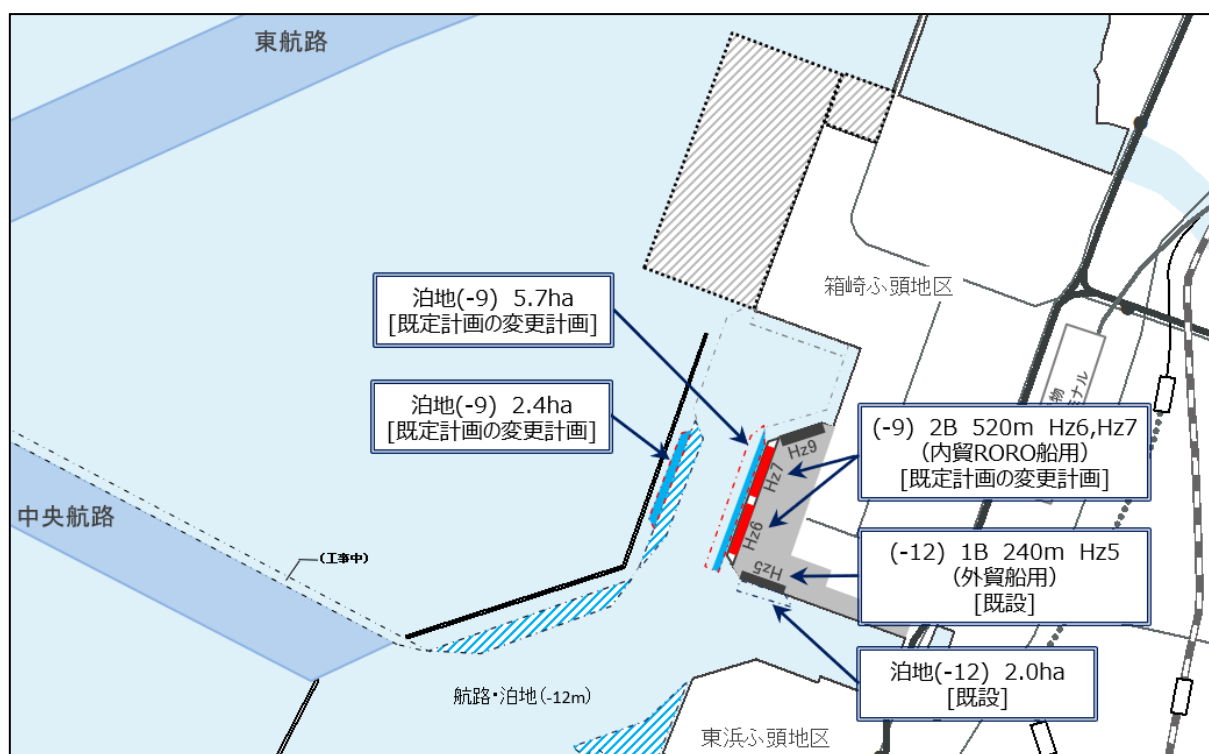 東航路
箱崎ふ頭地区
泊地(-9) 5.7ha
[既定計画の変更計画]
泊地(-9) 2.4ha
[既定計画の変更計画]
物
ミナル
(-9) 2B 520m Hz6,Hz7
(内貿RORO船用)
[既定計画の変更計画]
Hz9
Hz7
Hz6
Hz5
中央航路
(工事中)
(-12) 1B 240m Hz5
(外貿船用)
[既設]
泊地(-12) 2.0ha
[既設]
航路・泊地(-12m)
東浜ふ頭地区